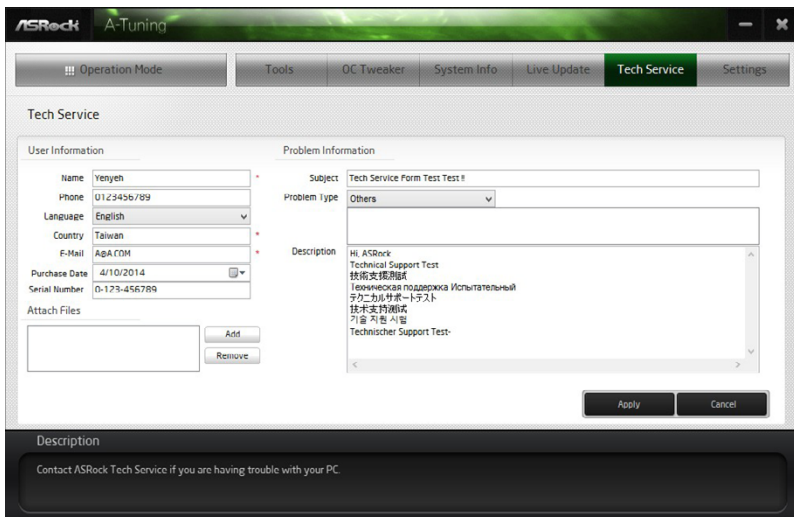 ASRock A-Tuning
Operation Mode Tools OC Tweaker System Info Live Update Tech Service Settings
Tech Service
User Information
Name Yenyeh *
Phone 0123456789
Language English
Country Taiwan *
E-Mail A@A.COM *
Purchase Date 4/10/2014
Serial Number 0-123-456789
Attach Files
Add
Remove
Problem Information
Subject Tech Service Form Test Test !!
Problem Type Others
Description
Hi, ASRock
Technical Support Test
技術支援測試
Техническая поддержка Испытательный
テクニカルサポートテスト
技术支持测试
기술 지원 시험
Technischer Support Test-
Apply Cancel
Description
Contact ASRock Tech Service if you are having trouble with your PC.